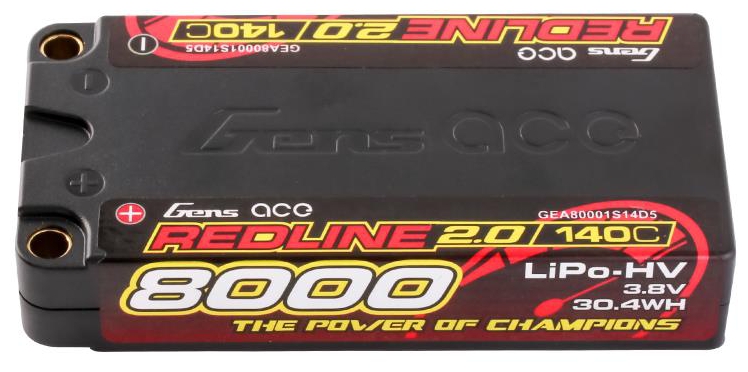 REDLINE 2.0 / 140C
GEA80001S14D5
Gens ace
Gens ace
Gens ace
GEA80001S14D5
REDLINE 2.0 / 140C
8000
LiPo-HV
3.8V
30.4WH
THE POWER OF CHAMPIONS